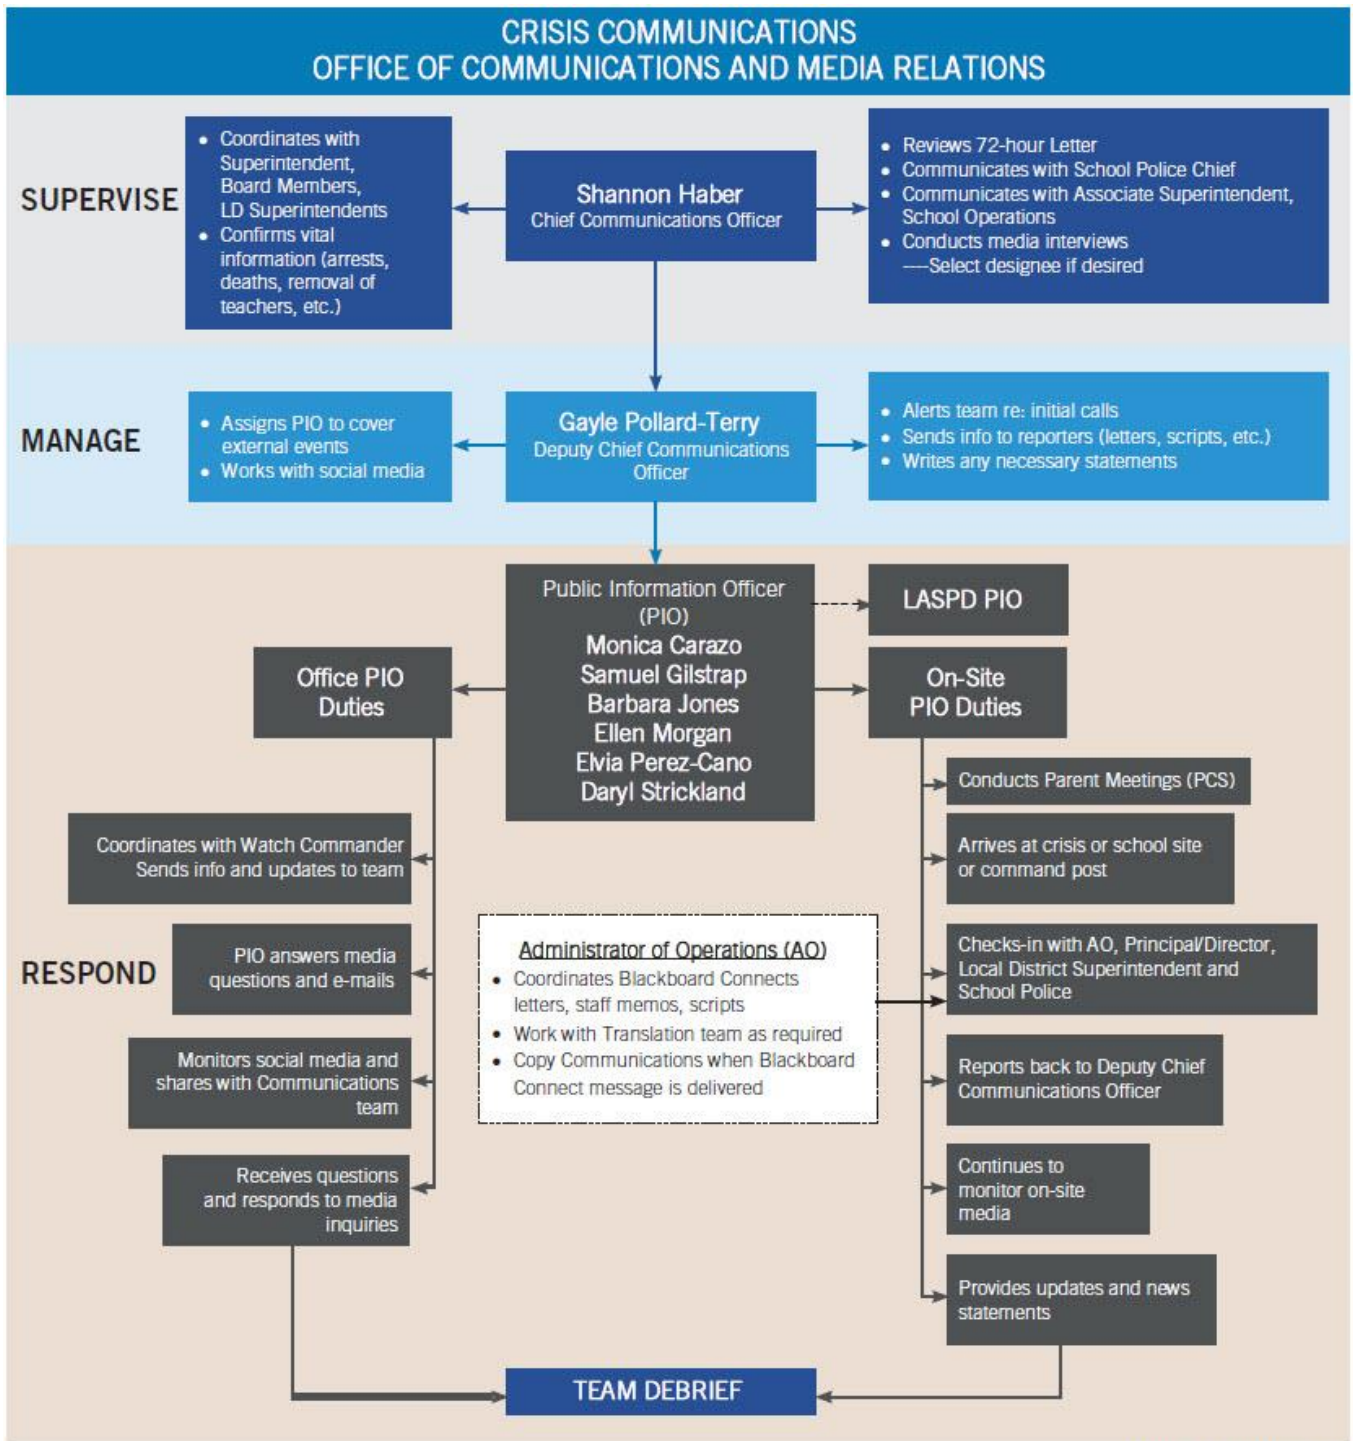 CRISIS COMMUNICATIONS
OFFICE OF COMMUNICATIONS AND MEDIA RELATIONS
SUPERVISE
• Coordinates with
Superintendent,
Board Members,
LD Superintendents
• Confirms vital
information (arrests,
deaths, removal of
teachers, etc.)
Shannon Haber
Chief Communications Officer
• Reviews 72-hour Letter
• Communicates with School Police Chief
• Communicates with Associate Superintendent,
School Operations
• Conducts media interviews
----Select designee if desired
MANAGE
• Assigns PIO to cover
external events
• Works with social media
Gayle Pollard-Terry
Deputy Chief Communications
Officer
• Alerts team re: initial calls
• Sends info to reporters (letters, scripts, etc.)
• Writes any necessary statements
RESPOND
Public Information Officer
(PIO)
Monica Carazo
Samuel Gilstrap
Barbara Jones
Ellen Morgan
Elvia Perez-Cano
Daryl Strickland
LASPD PIO
Office PIO
Duties
On-Site
PIO Duties
Coordinates with Watch Commander
Sends info and updates to team
PIO answers media
questions and e-mails
Monitors social media and
shares with Communications
team
Receives questions
and responds to media
inquiries
Administrator of Operations (AO)
• Coordinates Blackboard Connects
letters, staff memos, scripts
• Work with Translation team as required
• Copy Communications when Blackboard
Connect message is delivered
Conducts Parent Meetings (PCS)
Arrives at crisis or school site
or command post
Checks-in with AO, Principal/Director,
Local District Superintendent and
School Police
Reports back to Deputy Chief
Communications Officer
Continues to
monitor on-site
media
Provides updates and news
statements
TEAM DEBRIEF